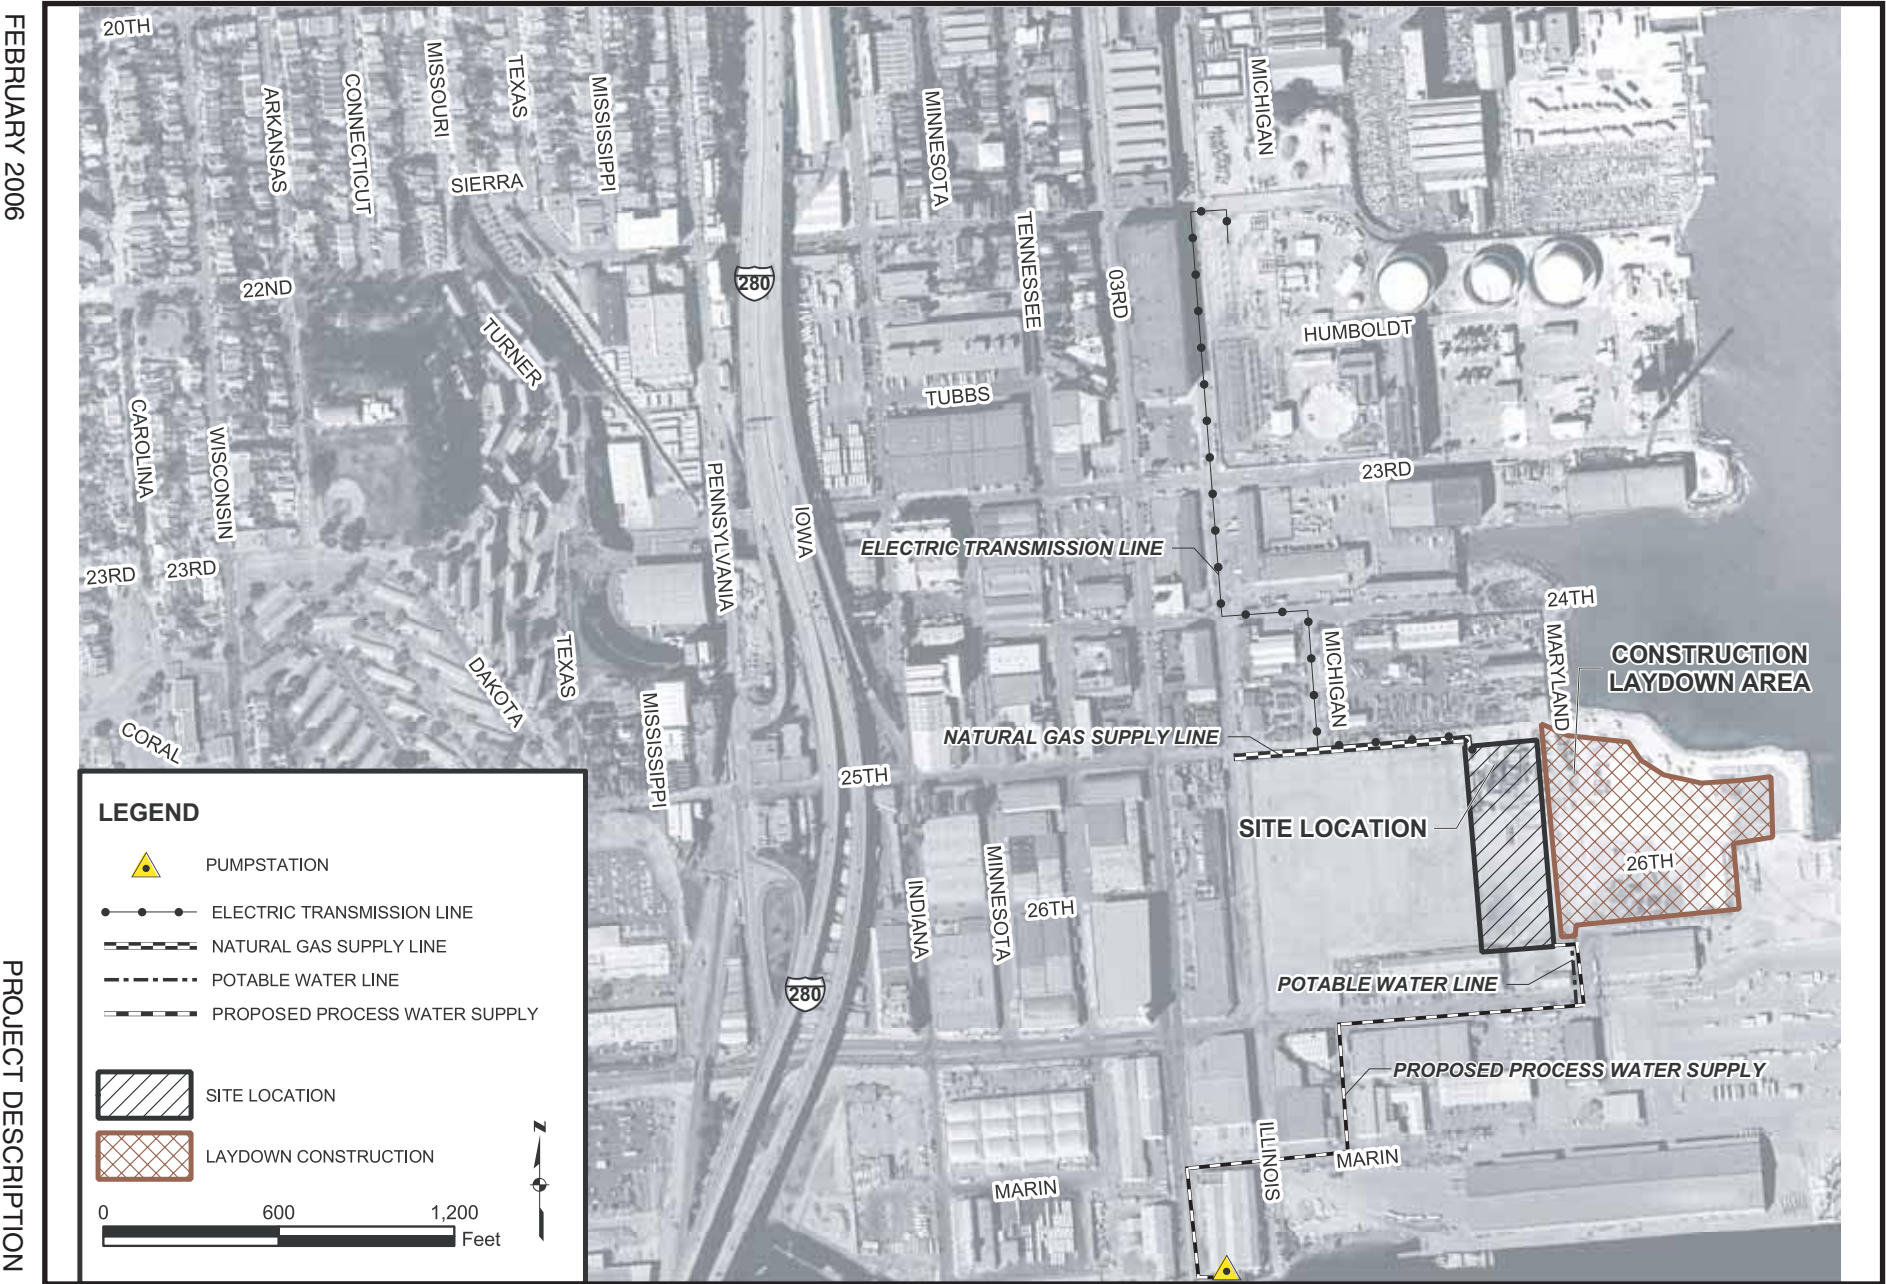 FEBRUARY 2006
PROJECT DESCRIPTION
20TH
ARKANSAS
CONNECTICUT
MISSOURI
TEXAS
MISSISSIPPI
SIERRA
MINNESOTA
MICHIGAN
TENNESSEE
03RD
22ND
280
TURNER
HUMBOLDT
TUBBS
CAROLINA
WISCONSIN
PENNSYLVANIA
IOWA
23RD
ELECTRIC TRANSMISSION LINE
23RD
23RD
24TH
MARYLAND
CONSTRUCTION
LAYDOWN AREA
TEXAS
DAKOTA
MICHIGAN
MISSISSIPPI
CORAL
NATURAL GAS SUPPLY LINE
25TH
SITE LOCATION
26TH
INDIANA
MINNESOTA
26TH
280
POTABLE WATER LINE
PROPOSED PROCESS WATER SUPPLY
ILLINOIS
MARIN
MARIN
LEGEND
PUMPSTATION
ELECTRIC TRANSMISSION LINE
NATURAL GAS SUPPLY LINE
POTABLE WATER LINE
PROPOSED PROCESS WATER SUPPLY
SITE LOCATION
LAYDOWN CONSTRUCTION
N
0 600 1,200
Feet